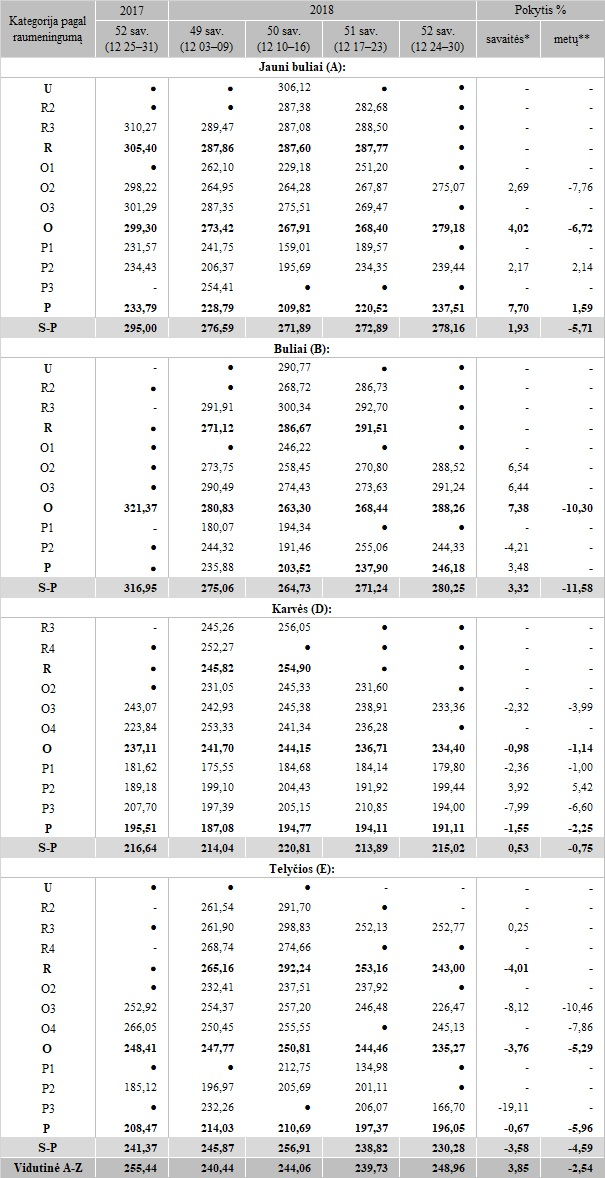 Kategorija pagal raumeningumą 2017 2018 Pokytis %
52 sav. (12 25–31) 49 sav. (12 03–09) 50 sav. (12 10–16) 51 sav. (12 17–23) 52 sav. (12 24–30) savaitės* metų**
Jauni buliai (A):
U ● ● 306,12 ● ● - -
R2 ● ● 287,38 282,68 ● - -
R3 310,27 289,47 287,08 288,50 ● - -
R 305,40 287,86 287,60 287,77 ● - -
O1 ● 262,10 229,18 251,20 ● - -
O2 298,22 264,95 264,28 267,87 275,07 2,69 -7,76
O3 301,29 287,35 275,51 269,47 ● - -
O 299,30 273,42 267,91 268,40 279,18 4,02 -6,72
P1 231,57 241,75 159,01 189,57 ● - -
P2 234,43 206,37 195,69 234,35 239,44 2,17 2,14
P3 - 254,41 ● ● ● - -
P 233,79 228,79 209,82 220,52 237,51 7,70 1,59
S-P 295,00 276,59 271,89 272,89 278,16 1,93 -5,71
Buliai (B):
U - ● 290,77 ● ● - -
R2 ● ● 268,72 286,73 ● - -
R3 - 291,91 300,34 292,70 ● - -
R ● 271,12 286,67 291,51 ● - -
O1 ● ● 246,22 ● ● - -
O2 ● 273,75 258,45 270,80 288,52 6,54 -
O3 ● 290,49 274,43 273,63 291,24 6,44 -
O 321,37 280,83 263,30 268,44 288,26 7,38 -10,30
P1 - 180,07 194,34 ● ● - -
P2 ● 244,32 191,46 255,06 244,33 -4,21 -
P ● 235,88 203,52 237,90 246,18 3,48 -
S-P 316,95 275,06 264,73 271,24 280,25 3,32 -11,58
Karvės (D):
R3 - 245,26 256,05 ● ● - -
R4 ● 252,27 ● ● ● - -
R ● 245,82 254,90 ● ● - -
O2 ● 231,05 245,33 231,60 ● - -
O3 243,07 242,93 245,38 238,91 233,36 -2,32 -3,99
O4 223,84 253,33 241,34 236,28 ● - -
O 237,11 241,70 244,15 236,71 234,40 -0,98 -1,14
P1 181,62 175,55 184,68 184,14 179,80 -2,36 -1,00
P2 189,18 199,10 204,43 191,92 199,44 3,92 5,42
P3 207,70 197,39 205,15 210,85 194,00 -7,99 -6,60
P 195,51 187,08 194,77 194,11 191,11 -1,55 -2,25
S-P 216,64 214,04 220,81 213,89 215,02 0,53 -0,75
Telyčios (E):
U ● ● ● - - - -
R2 - 261,54 291,70 ● - - -
R3 ● 261,90 298,83 252,13 252,77 0,25 -
R4 - 268,74 274,66 ● ● - -
R ● 265,16 292,24 253,16 243,00 -4,01 -
O2 ● 232,41 237,51 237,92 ● - -
O3 252,92 254,37 257,20 246,48 226,47 -8,12 -10,46
O4 266,05 250,45 255,55 ● 245,13 - -7,86
O 248,41 247,77 250,81 244,46 235,27 -3,76 -5,29
P1 ● ● 212,75 134,98 ● - -
P2 185,12 196,97 205,69 201,11 ● - -
P3 ● 232,26 ● 206,07 166,70 -19,11 -
P 208,47 214,03 210,69 197,37 196,05 -0,67 -5,96
S-P 241,37 245,87 256,91 238,82 230,28 -3,58 -4,59
Vidutinė A-Z 255,44 240,44 244,06 239,73 248,96 3,85 -2,54